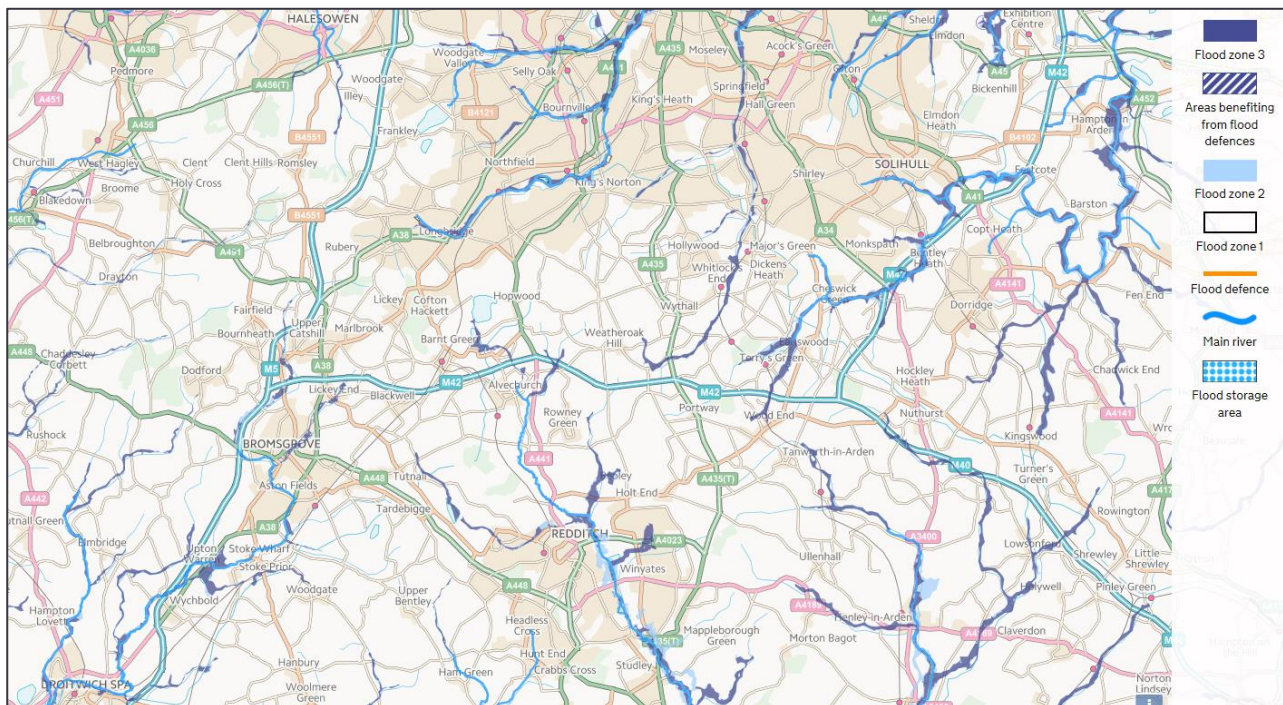 HALESOWEN
A4036
Pedmore
A451
A456(T)
Woodgate
Illey
A456
B4551
Churchill
West Hagley
Clent
Clent Hills
Romsley
Blakedown
Broome
Holy Cross
456(T)
B4551
Belbroughton
A491
Rubery
Drayton
Woodgate
Valley
Selly Oak
Bournville
B4121
Frankley
Northfield
King's Norton
Longbridge
A38
A435
Moseley
Acock's Green
Sheldon
Elmdon
Exhibition
Centre
Springfield
Hall Green
King's Heath
Olton
A45
Bickenhill
M42
A452
Hampton in
Arden
Elmdon
Heath
B4102
SOLIHULL
Eastcote
Shirley
A41
Barston
A34
Monkspath
Copt Heath
Bentley
Heath
Hollywood
Major's Green
Whitlock's
End
Dickens
Heath
A435
Wythall
Cheswick
Green
Dorridge
A4141
Fen End
Lickey
Cofton
Hackett
Hopwood
Fairfield
Upper
Catshill
Marlbrook
Bournheath
Barnt Green
Weatheroak
Hill
Earlswood
Terry's Green
Hockley
Heath
Chadwick End
A4141
A448
Chaddesley
Corbett
Dodford
M5
A38
Lickey End
Blackwell
M42
Alvechurch
M42
Portway
Wood End
Nuthurst
Kingswood
Rowney
Green
Rushock
BROMSGROVE
A441
Tanworth-in-Arden
M40
Turner's
Green
A442
Aston Fields
A448
Tutnall
Tardebigge
Holt End
A435(T)
Rowington
Elmbridge
A38
REDDITCH
A4023
A3400
Lowsonford
Shrewley
Little
Shrewley
Upton
Warren
Stoke Wharf
Stoke Prior
Winyates
Ullenhall
Holywell
Pinley Green
Wychbold
Woodgate
Upper
Bentley
A448
A4189
Henley-in-Arden
Hampton
Lovett
Headless
Cross
Mappleborough
Green
Morton Bagot
Claverdon
Hanbury
Ham Green
Hunt End
Crabbs Cross
Studley
Norton
Lindsey
DROITWICH SPA
Woolmere
Green
Flood zone 3
Areas benefiting
from flood
defences
Flood zone 2
Flood zone 1
Flood defence
Main river
Flood storage
area